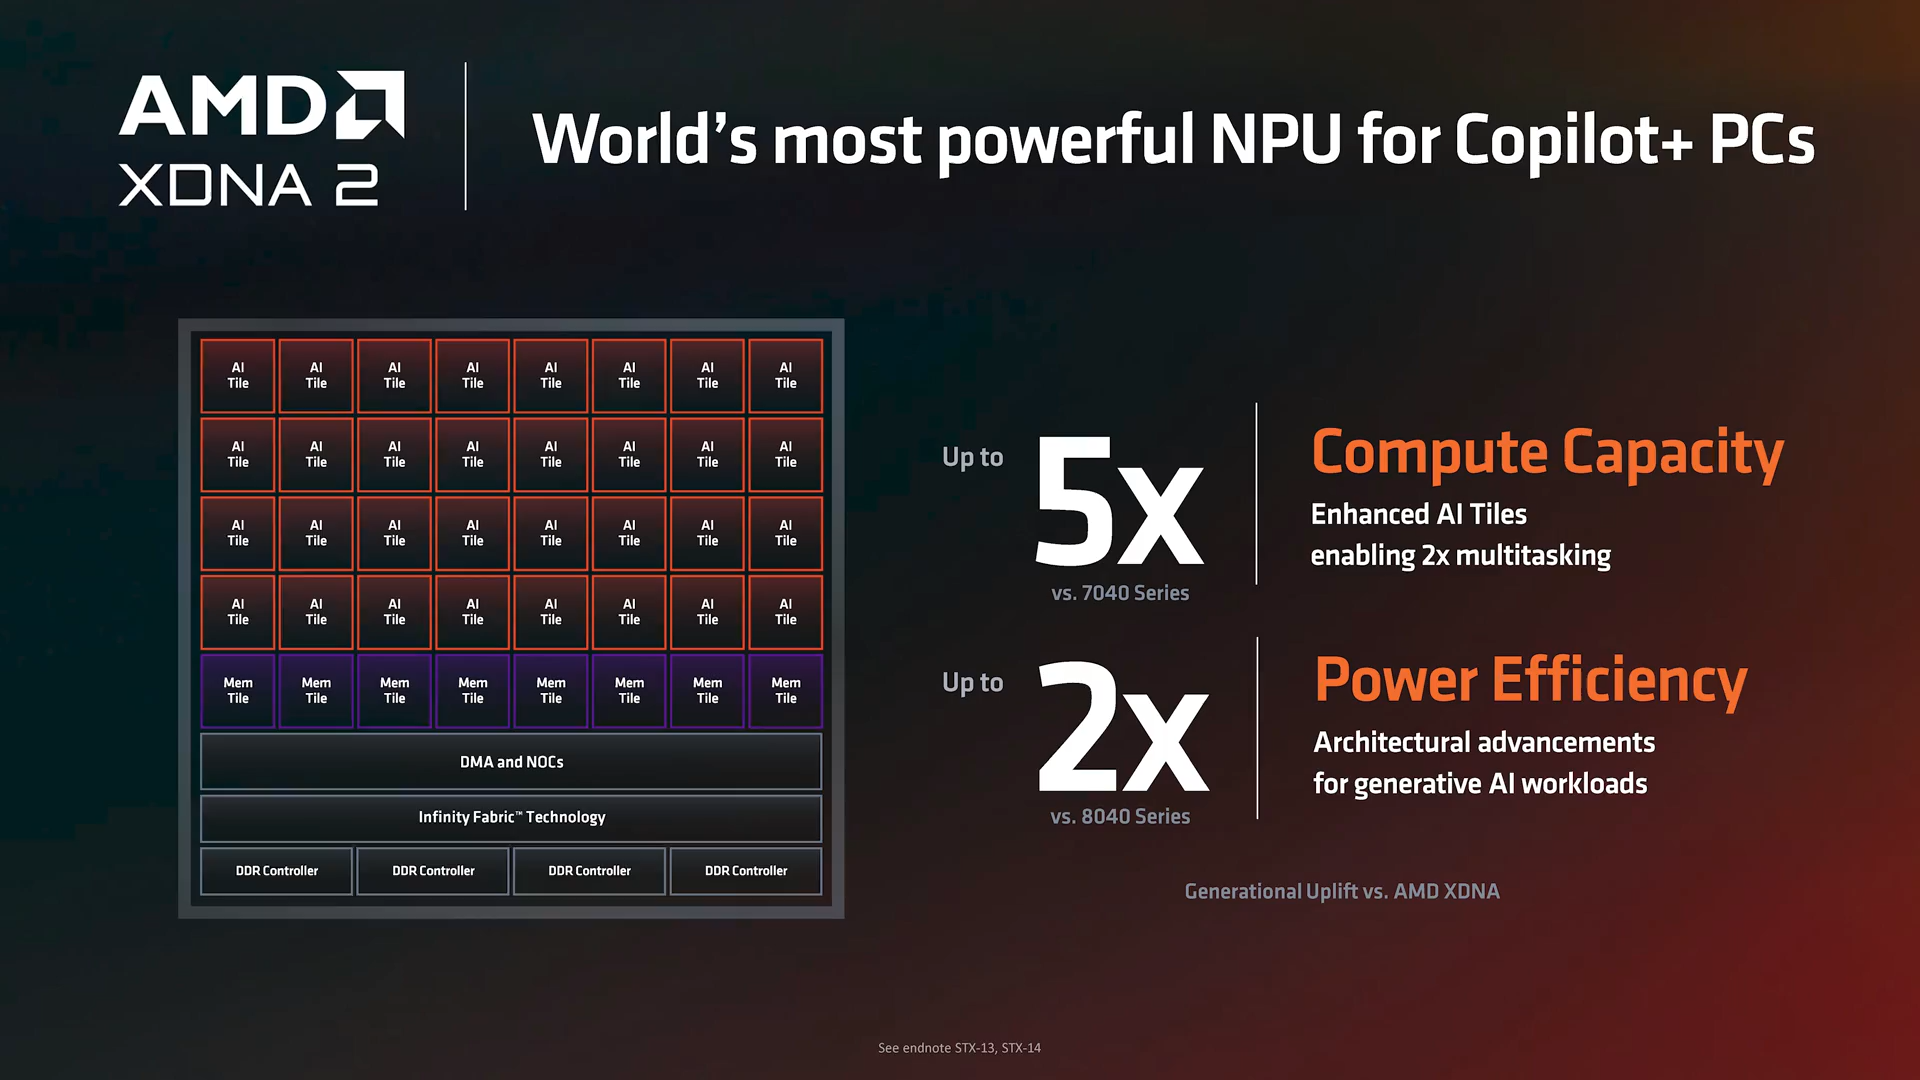 AMD
XDNA 2
World's most powerful NPU for Copilot+ PCs
AI Tile AI Tile AI Tile AI Tile AI Tile AI Tile AI Tile AI Tile
AI Tile AI Tile AI Tile AI Tile AI Tile AI Tile AI Tile AI Tile
AI Tile AI Tile AI Tile AI Tile AI Tile AI Tile AI Tile AI Tile
AI Tile AI Tile AI Tile AI Tile AI Tile AI Tile AI Tile AI Tile
Mem Tile Mem Tile Mem Tile Mem Tile Mem Tile Mem Tile Mem Tile Mem Tile
DMA and NOCs
Infinity Fabric™ Technology
DDR Controller DDR Controller DDR Controller DDR Controller
Up to 5x
vs. 7040 Series
Compute Capacity
Enhanced AI Tiles
enabling 2x multitasking
Up to 2x
vs. 8040 Series
Power Efficiency
Architectural advancements
for generative AI workloads
Generational Uplift vs. AMD XDNA
See endnote STX-13, STX-14